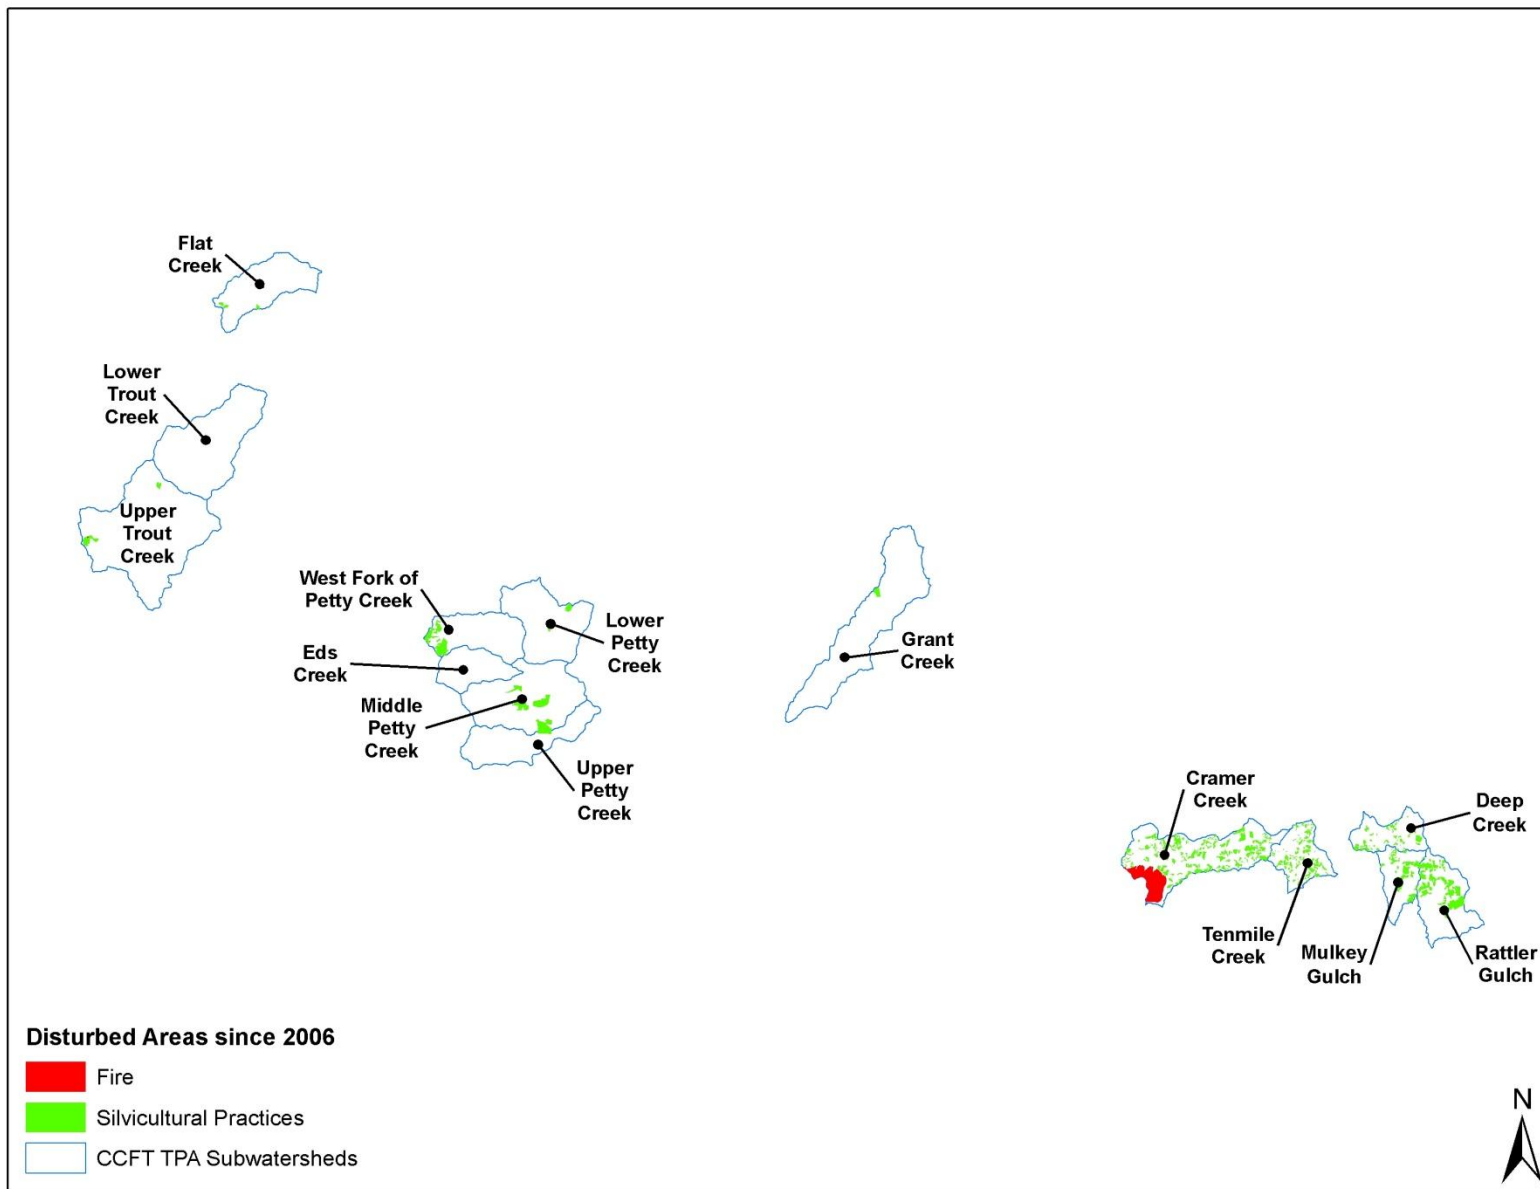 Flat
Creek
Lower
Trout
Creek
Upper
Trout
Creek
West Fork of
Petty Creek
Eds
Creek
Middle
Petty
Creek
Lower
Petty
Creek
Upper
Petty
Creek
Grant
Creek
Cramer
Creek
Deep
Creek
Tenmile
Creek
Mulkey
Gulch
Rattler
Gulch
Disturbed Areas since 2006
Fire
Silvicultural Practices
CCFT TPA Subwatersheds
N